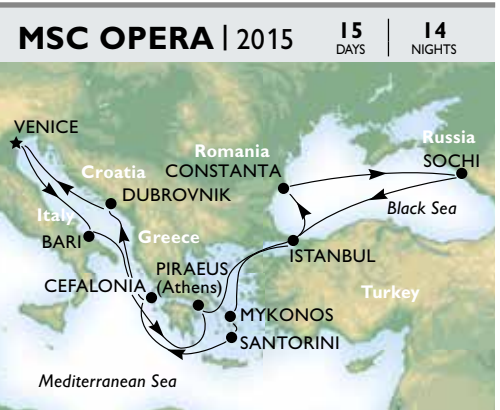 MSC OPERA | 2015
15 DAYS
14 NIGHTS
VENICE
Romania
Russia
CONSTANTA
SOCHI
Croatia
DUBROVNIK
Black Sea
Italy
BARI
Greece
ISTANBUL
PIRAEUS
(Athens)
CEFALONIA
Turkey
MYKONOS
SANTORINI
Mediterranean Sea